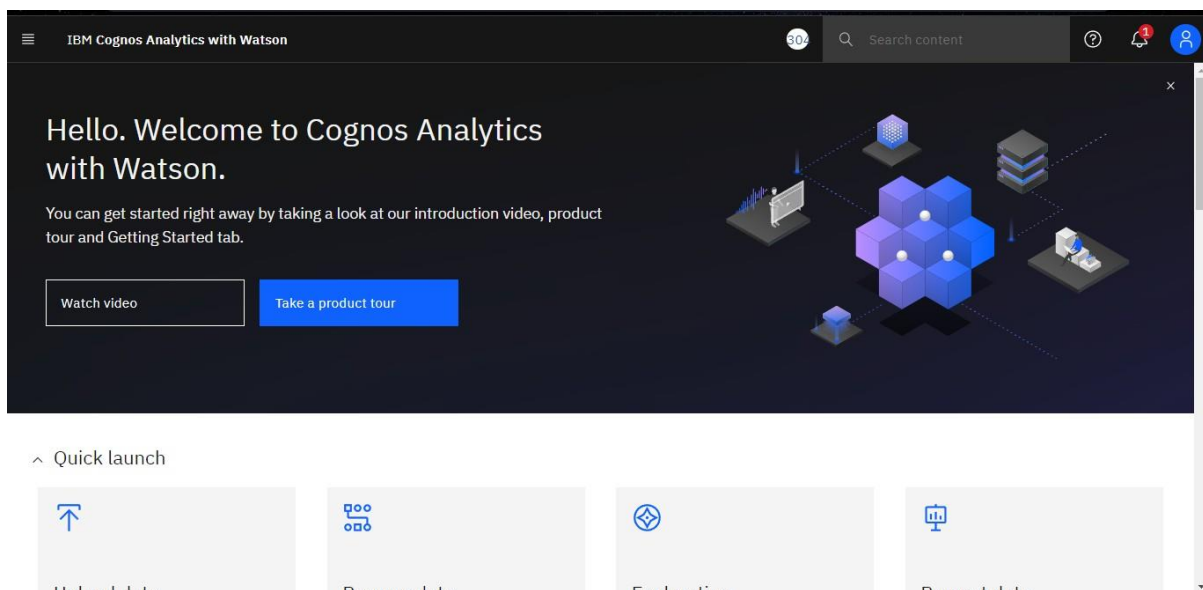 IBM Cognos Analytics with Watson
304
Search content
1
Hello. Welcome to Cognos Analytics
with Watson.
You can get started right away by taking a look at our introduction video, product
tour and Getting Started tab.
Watch video
Take a product tour
Quick launch